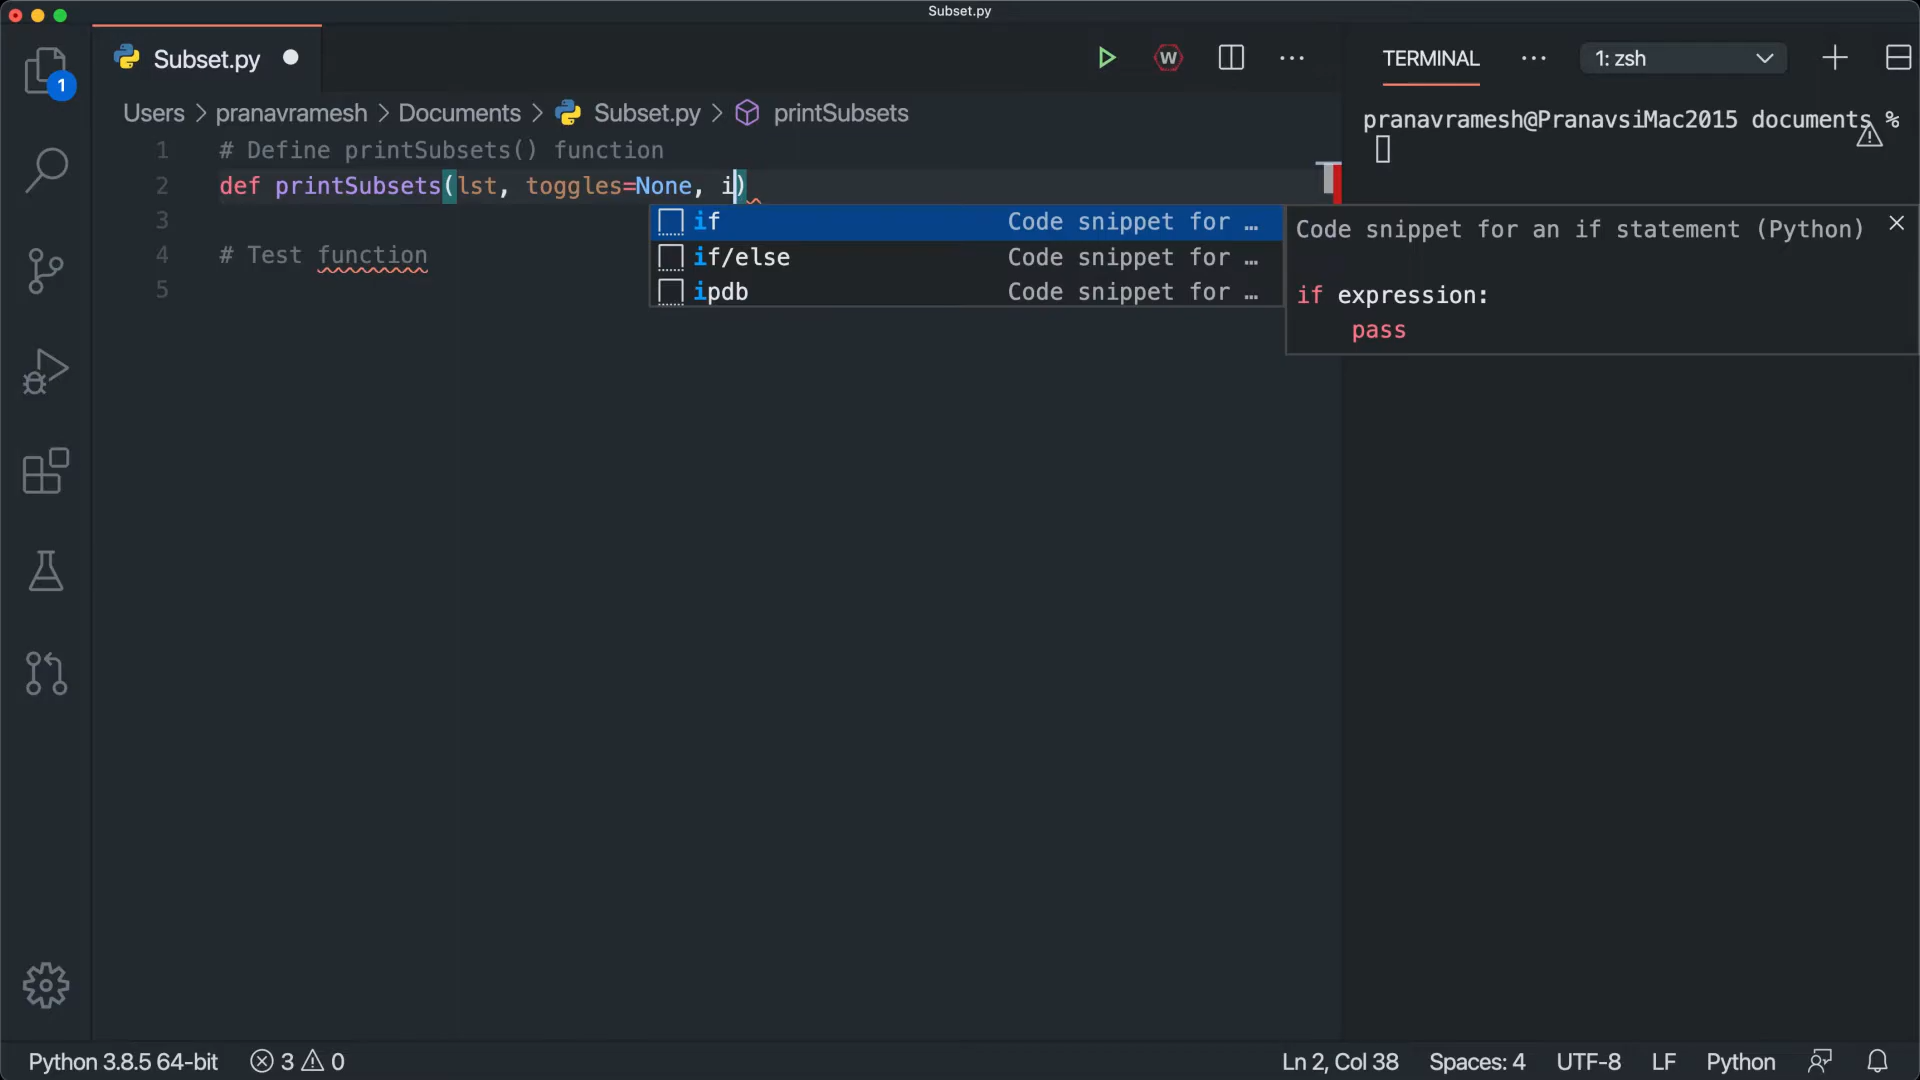 Subset.py
Subset.py
TERMINAL
1: zsh
1
W
Users > pranavramesh > Documents > Subset.py > printSubsets
pranavramesh@PranavsiMac2015 documents %
1 # Define printSubsets() function
2 def printSubsets(lst, toggles=None, i)
3
4 # Test function
5
if Code snippet for …
if/else Code snippet for …
ipdb Code snippet for …
Code snippet for an if statement (Python)
if expression:
pass
Python 3.8.5 64-bit 3 0 Ln 2, Col 38 Spaces: 4 UTF-8 LF Python